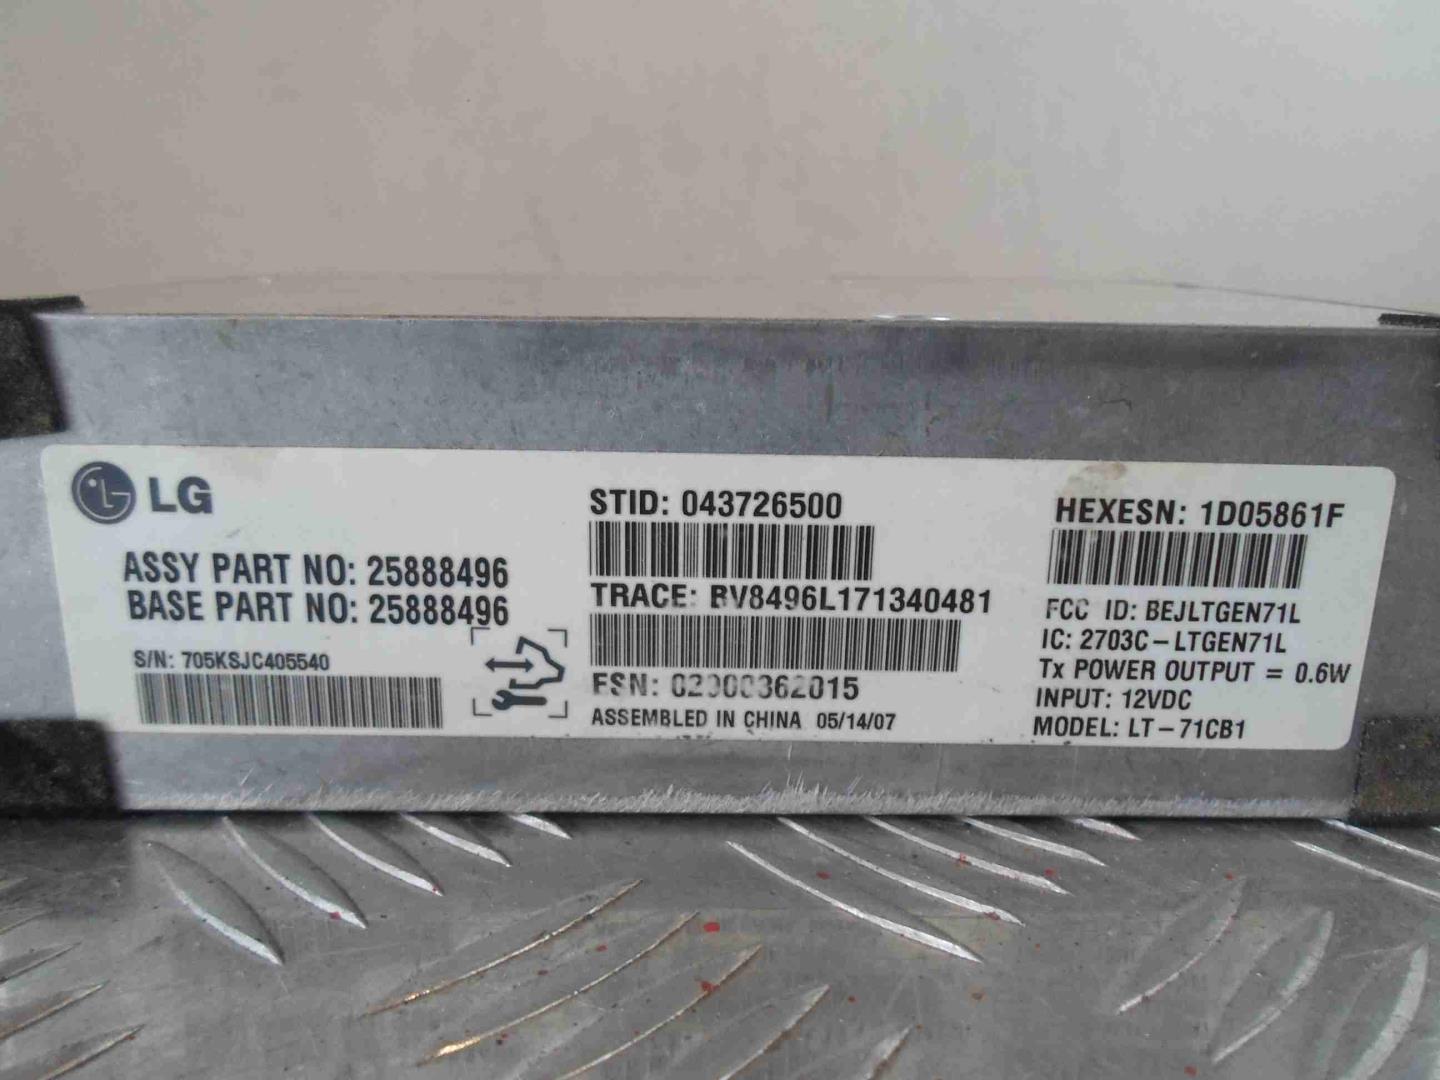 LG
ASSY PART NO: 25888496
BASE PART NO: 25888496
S/N: 705KSJC405540
STID: 043726500
TRACE: BV8496L171340481
ASSEMBLED IN CHINA 05/14/07
HEXESN: 1D05861F
FCC ID: BEJLTGEN71L
IC: 2703C-LTGEN71L
Tx POWER OUTPUT = 0.6W
INPUT: 12VDC
MODEL: LT-71CB1